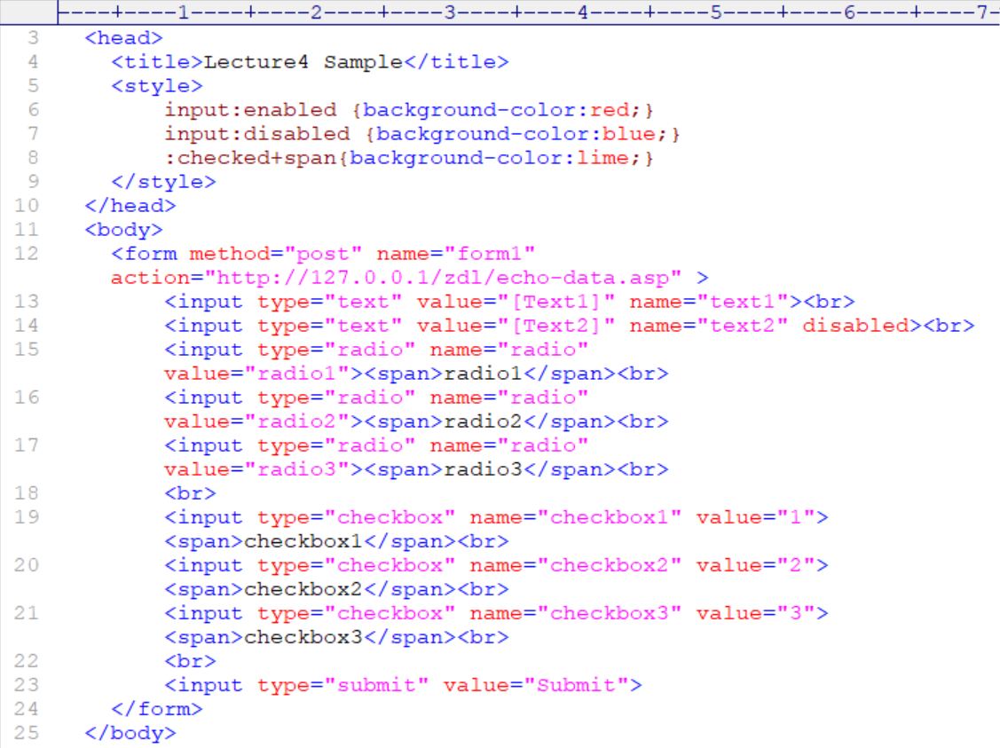 ----+----1----+----2----+----3----+----4----+----5----+----6----+----7-
3 <head>
4 <title>Lecture4 Sample</title>
5 <style>
6 input:enabled {background-color:red;}
7 input:disabled {background-color:blue;}
8 :checked+span{background-color:lime;}
9 </style>
10 </head>
11 <body>
12 <form method="post" name="form1"
action="http://127.0.0.1/zdl/echo-data.asp" >
13 <input type="text" value="[Text1]" name="text1"><br>
14 <input type="text" value="[Text2]" name="text2" disabled><br>
15 <input type="radio" name="radio"
value="radio1"><span>radio1</span><br>
16 <input type="radio" name="radio"
value="radio2"><span>radio2</span><br>
17 <input type="radio" name="radio"
value="radio3"><span>radio3</span><br>
18 <br>
19 <input type="checkbox" name="checkbox1" value="1">
<span>checkbox1</span><br>
20 <input type="checkbox" name="checkbox2" value="2">
<span>checkbox2</span><br>
21 <input type="checkbox" name="checkbox3" value="3">
<span>checkbox3</span><br>
22 <br>
23 <input type="submit" value="Submit">
24 </form>
25 </body>